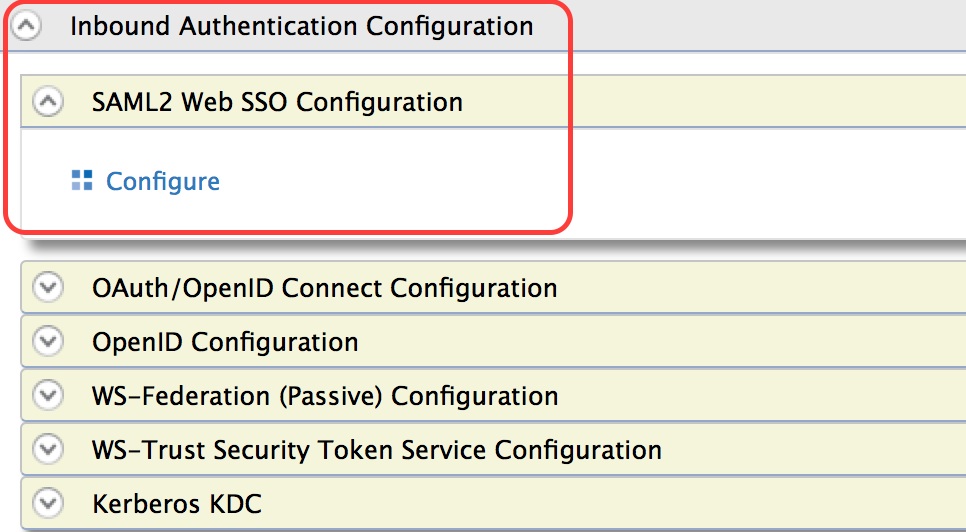 Inbound Authentication Configuration
SAML2 Web SSO Configuration
Configure
OAuth/OpenID Connect Configuration
OpenID Configuration
WS-Federation (Passive) Configuration
WS-Trust Security Token Service Configuration
Kerberos KDC